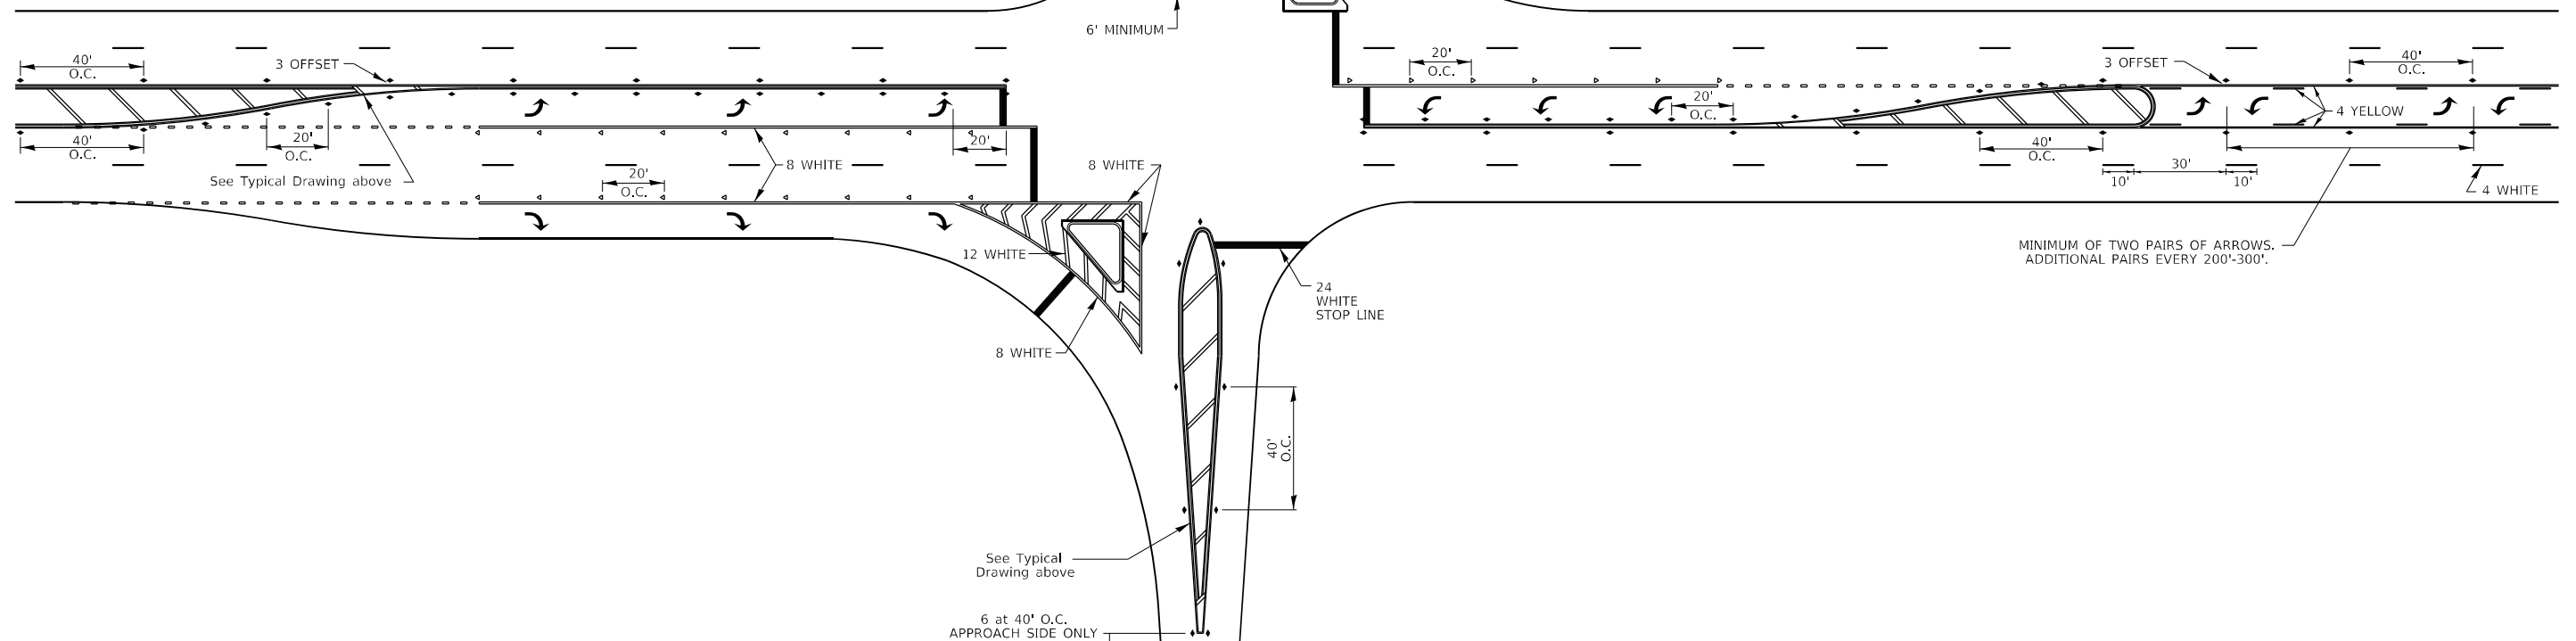 6' MINIMUM
40'
O.C.
3 OFFSET
20'
O.C.
3 OFFSET
40'
O.C.
20'
O.C.
4 YELLOW
40'
O.C.
20'
O.C.
See Typical Drawing above
20'
O.C.
8 WHITE
20'
8 WHITE
40'
O.C.
10'
30'
10'
4 WHITE
12 WHITE
8 WHITE
24
WHITE
STOP LINE
MINIMUM OF TWO PAIRS OF ARROWS.
ADDITIONAL PAIRS EVERY 200'-300'.
40'
O.C.
See Typical
Drawing above
6 at 40' O.C.
APPROACH SIDE ONLY